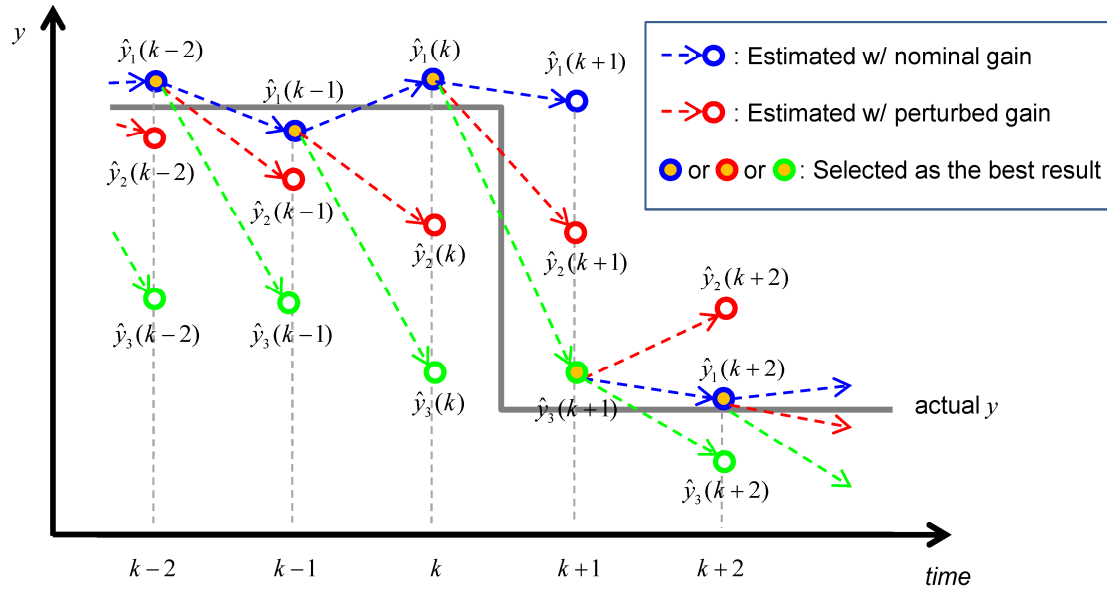 y
ŷ₁(k−2)
ŷ₁(k−1)
ŷ₁(k)
ŷ₁(k+1)
: Estimated w/ nominal gain
: Estimated w/ perturbed gain
or or : Selected as the best result
ŷ₂(k−2)
ŷ₂(k−1)
ŷ₂(k)
ŷ₂(k+1)
ŷ₂(k+2)
ŷ₃(k−2)
ŷ₃(k−1)
ŷ₃(k)
ŷ₃(k+1)
ŷ₁(k+2)
actual y
ŷ₃(k+2)
k−2
k−1
k
k+1
k+2
time